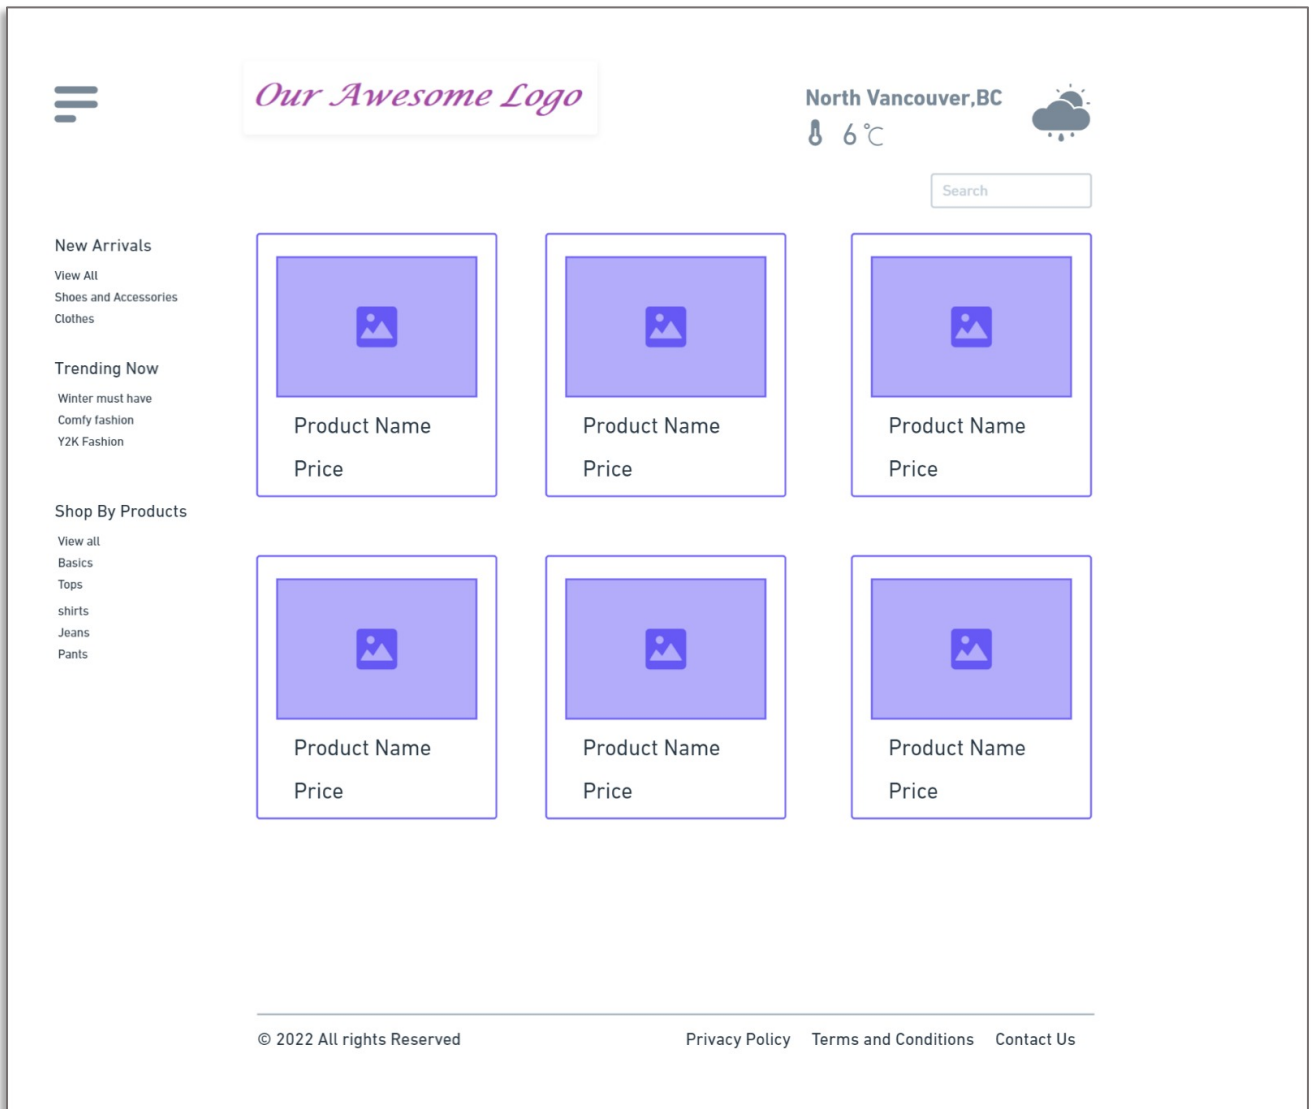 Our Awesome Logo
North Vancouver,BC
6 °C
Search
New Arrivals
View All
Shoes and Accessories
Clothes
Trending Now
Winter must have
Comfy fashion
Y2K Fashion
Shop By Products
View all
Basics
Tops
shirts
Jeans
Pants
Product Name
Price
Product Name
Price
Product Name
Price
Product Name
Price
Product Name
Price
Product Name
Price
© 2022 All rights Reserved
Privacy Policy
Terms and Conditions
Contact Us